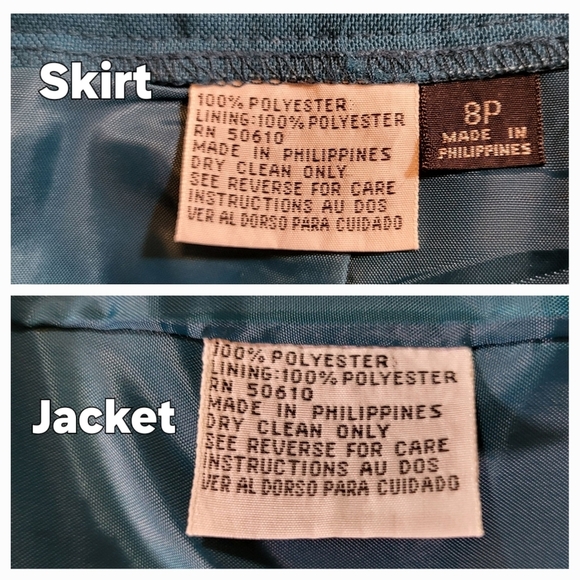 Skirt
100% POLYESTER
LINING:100% POLYESTER
RN 50610
MADE IN PHILIPPINES
DRY CLEAN ONLY
SEE REVERSE FOR CARE
INSTRUCTIONS AU DOS
VER AL DORSO PARA CUIDADO
8P
MADE IN
PHILIPPINES
Jacket
100% POLYESTER
LINING:100% POLYESTER
RN 50610
MADE IN PHILIPPINES
DRY CLEAN ONLY
SEE REVERSE FOR CARE
INSTRUCTIONS AU DOS
VER AL DORSO PARA CUIDADO